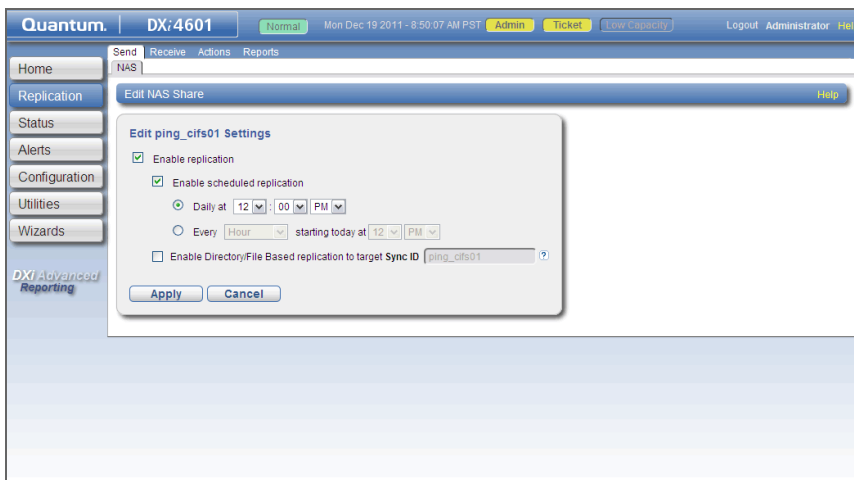 Quantum. DXi4601 Normal Mon Dec 19 2011 - 8:50:07 AM PST Admin Ticket Low Capacity Logout Administrator Help
Send Receive Actions Reports
NAS
Home
Replication
Status
Alerts
Configuration
Utilities
Wizards
DXi Advanced
Reporting
Edit NAS Share Help
Edit ping_cifs01 Settings
Enable replication
Enable scheduled replication
Daily at 12 : 00 PM
Every Hour starting today at 12 PM
Enable Directory/File Based replication to target Sync ID ping_cifs01 ?
Apply Cancel